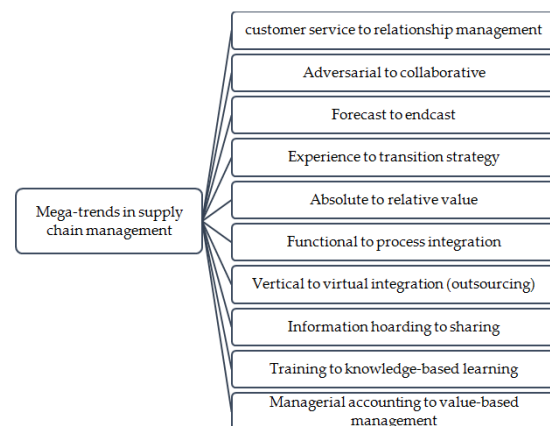 customer service to relationship management
Adversarial to collaborative
Forecast to endcast
Experience to transition strategy
Absolute to relative value
Mega-trends in supply
chain management
Functional to process integration
Vertical to virtual integration (outsourcing)
Information hoarding to sharing
Training to knowledge-based learning
Managerial accounting to value-based
management